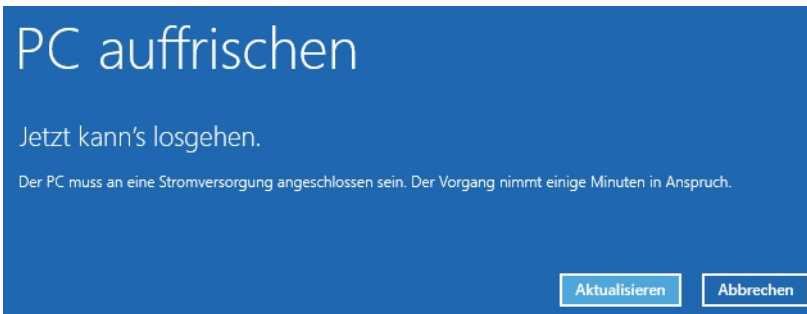 PC auffrischen
Jetzt kann's losgehen.
Der PC muss an eine Stromversorgung angeschlossen sein. Der Vorgang nimmt einige Minuten in Anspruch.
Aktualisieren Abbrechen